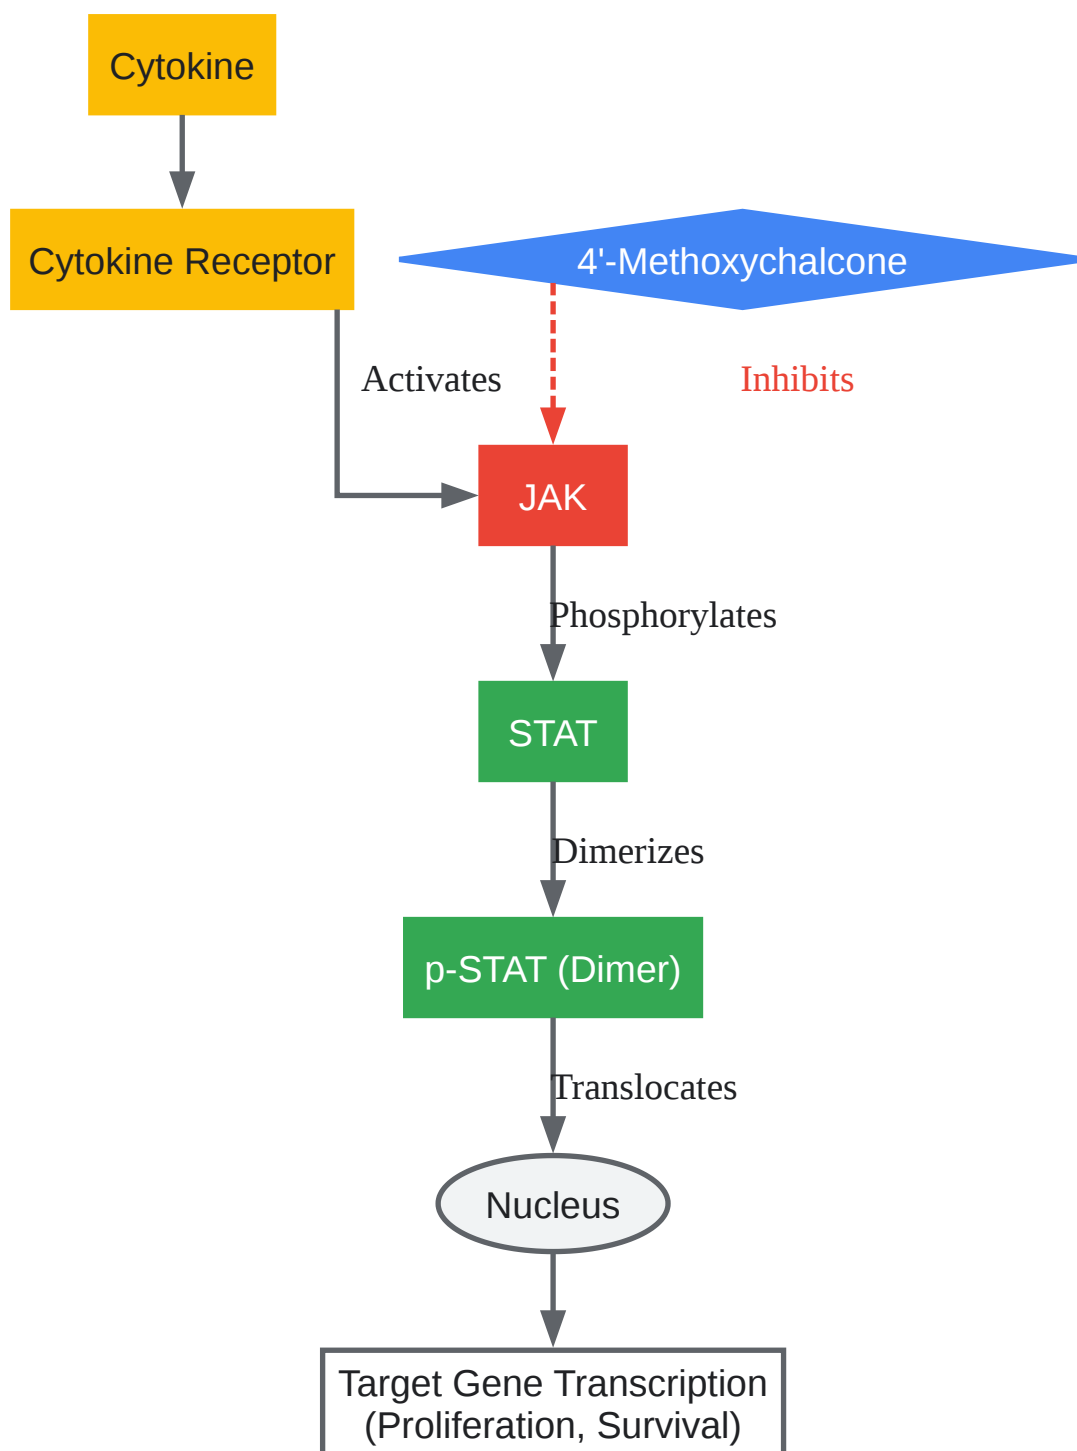 Cytokine
Cytokine Receptor
4'-Methoxychalcone
Activates
Inhibits
JAK
Phosphorylates
STAT
Dimerizes
p-STAT (Dimer)
Translocates
Nucleus
Target Gene Transcription
(Proliferation, Survival)